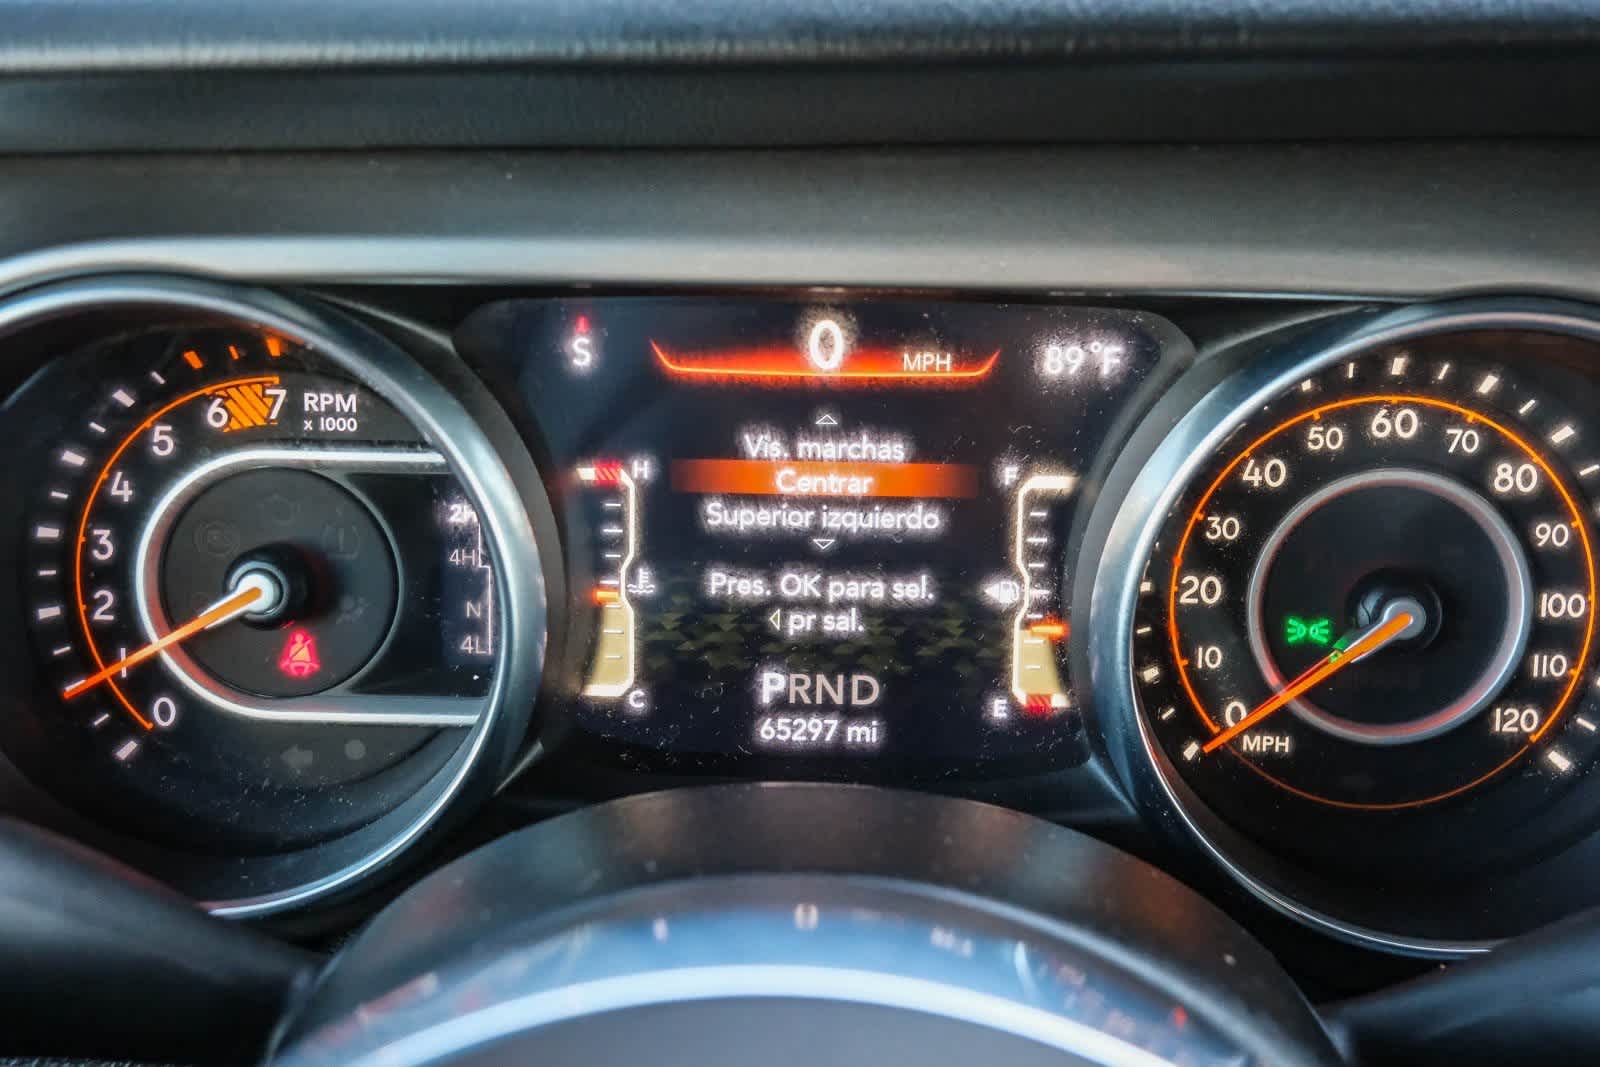 0
MPH
S
89°F
Vis. marchas
Centrar
Superior izquierdo
Pres. OK para sel.
pr sal.
PRND
65297 mi
H
C
F
E
RPM
x 1000
0
1
2
3
4
5
6
7
4H
N
4L
0
10
20
30
40
50
60
70
80
90
100
110
120
MPH